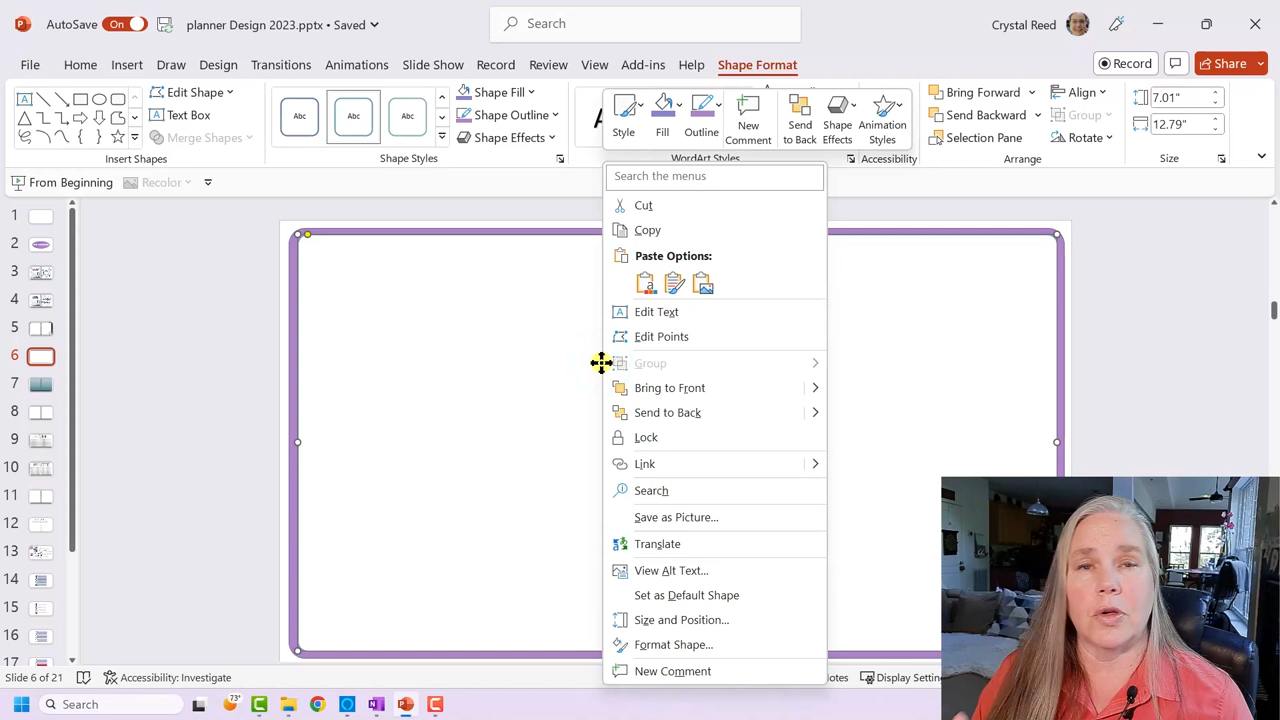 AutoSave On planner Design 2023.pptx • Saved Search Crystal Reed
File Home Insert Draw Design Slide Show Transitions Animations Record Review View Add-ins Help Shape Format Record Share
Edit Shape
Text Box
Merge Shapes
Insert Shapes
Abc Abc Abc
Shape Fill
Shape Outline
Shape Effects
Shape Styles
A
WordArt Styles
Style Fill Outline New Comment Send to Back Shape Effects Animation Styles
Accessibility
Bring Forward Align
Send Backward Group
Selection Pane Rotate
Arrange
7.01"
12.79"
Size
From Beginning Recolor
1
2
3
4
5
6
7
8
9
10
11
12
13
14
15
16
17
Search the menus
Cut
Copy
Paste Options:
a
Edit Text
Edit Points
Group
Bring to Front
Send to Back
Lock
Link
Search
Save as Picture...
Translate
View Alt Text...
Set as Default Shape
Size and Position...
Format Shape...
New Comment
Slide 6 of 21 Accessibility: Investigate
Search 73°